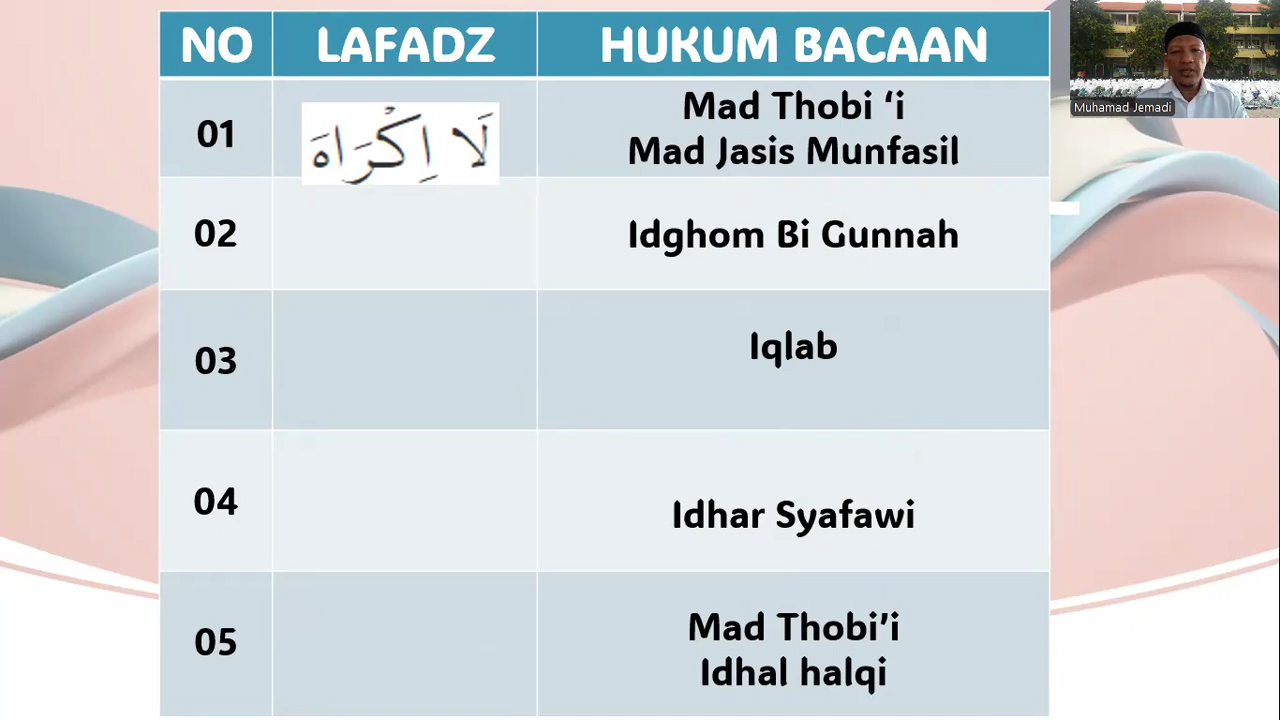 NO LAFADZ HUKUM BACAAN
01 لَا اِكْرَاهَ Mad Thobi ‘i
Mad Jasis Munfasil
02 Idghom Bi Gunnah
03 Iqlab
04 Idhar Syafawi
05 Mad Thobi’i
Idhal halqi
Muhamad Jemadi